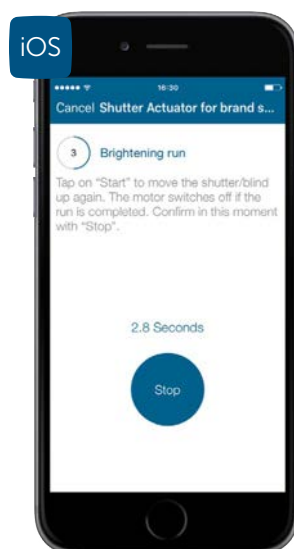 iOS
16:30
Cancel Shutter Actuator for brand s...
3 Brightening run
Tap on “Start” to move the shutter/blind
up again. The motor switches off if the
run is completed. Confirm in this moment
with “Stop”.
2.8 Seconds
Stop